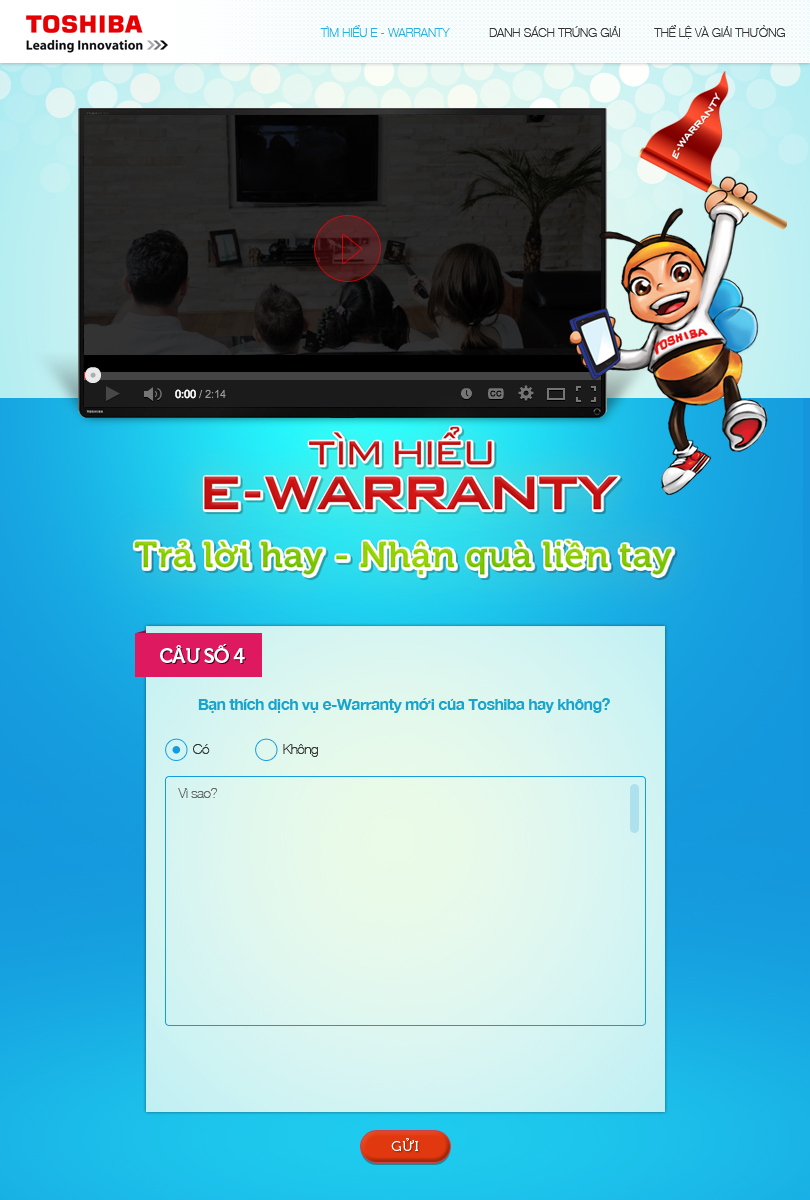 TOSHIBA
Leading Innovation
TÌM HIỂU E - WARRANTY
DANH SÁCH TRÚNG GIẢI
THỂ LỆ VÀ GIẢI THƯỞNG
E-WARRANTY
TOSHIBA
0:00 / 2:14
CC
TOSHIBA
TÌM HIỂU
E-WARRANTY
Trả lời hay - Nhận quà liền tay
CÂU SỐ 4
Bạn thích dịch vụ e-Warranty mới của Toshiba hay không?
Có
Không
Vì sao?
GỬI